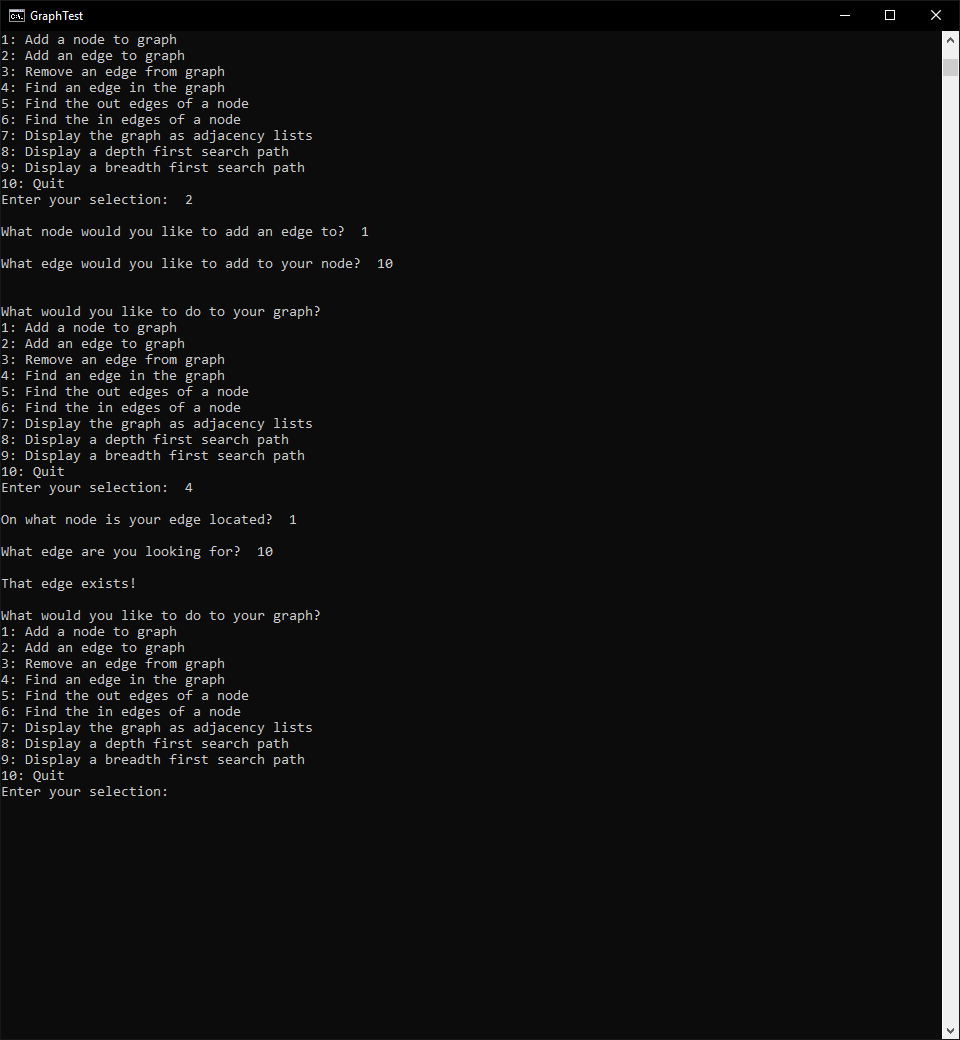 GraphTest
1: Add a node to graph
2: Add an edge to graph
3: Remove an edge from graph
4: Find an edge in the graph
5: Find the out edges of a node
6: Find the in edges of a node
7: Display the graph as adjacency lists
8: Display a depth first search path
9: Display a breadth first search path
10: Quit
Enter your selection:  2
What node would you like to add an edge to?  1
What edge would you like to add to your node?  10
What would you like to do to your graph?
1: Add a node to graph
2: Add an edge to graph
3: Remove an edge from graph
4: Find an edge in the graph
5: Find the out edges of a node
6: Find the in edges of a node
7: Display the graph as adjacency lists
8: Display a depth first search path
9: Display a breadth first search path
10: Quit
Enter your selection:  4
On what node is your edge located?  1
What edge are you looking for?  10
That edge exists!
What would you like to do to your graph?
1: Add a node to graph
2: Add an edge to graph
3: Remove an edge from graph
4: Find an edge in the graph
5: Find the out edges of a node
6: Find the in edges of a node
7: Display the graph as adjacency lists
8: Display a depth first search path
9: Display a breadth first search path
10: Quit
Enter your selection: